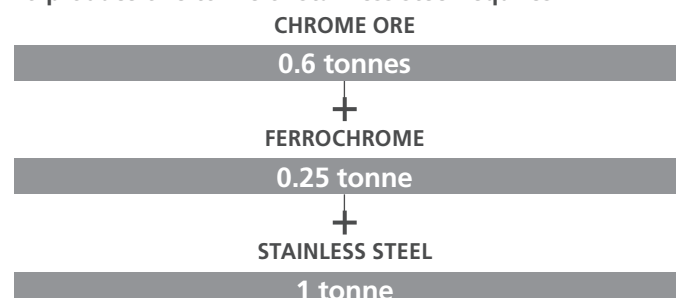 CHROME ORE
0.6 tonnes
+
FERROCHROME
0.25 tonne
+
STAINLESS STEEL
1 tonne